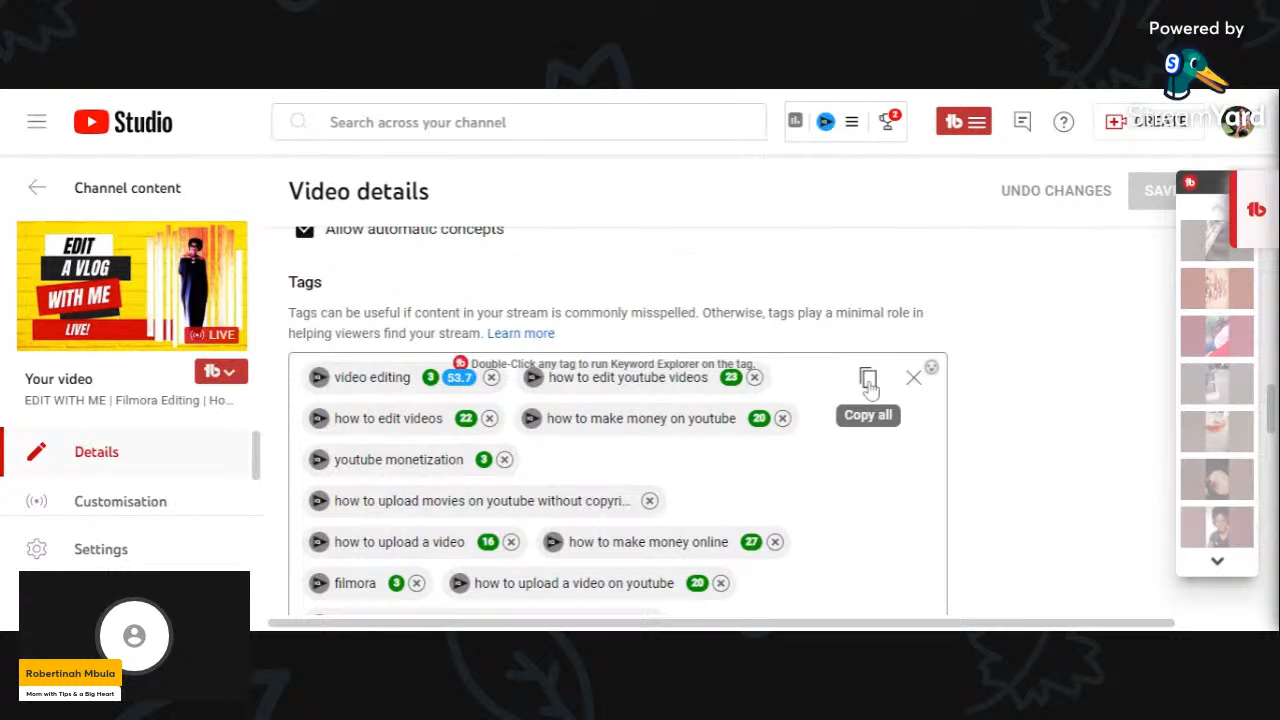 Powered by
S
StreamYard
Studio
Search across your channel
2
tb
CREATE
Channel content
Video details
UNDO CHANGES
SAV
tb
tb
Allow automatic concepts
EDIT
A VLOG
WITH ME
LIVE!
LIVE
Tags
Tags can be useful if content in your stream is commonly misspelled. Otherwise, tags play a minimal role in
helping viewers find your stream. Learn more
Double-Click any tag to run Keyword Explorer on the tag.
video editing 3 53.7 how to edit youtube videos 23
Copy all
how to edit videos 22 how to make money on youtube 20
youtube monetization 3
how to upload movies on youtube without copyri...
how to upload a video 16 how to make money online 27
filmora 3 how to upload a video on youtube 20
Your video
tb
EDIT WITH ME | Filmora Editing | Ho...
Details
Customisation
Settings
Robertinah Mbula
Mom with Tips & a Big Heart